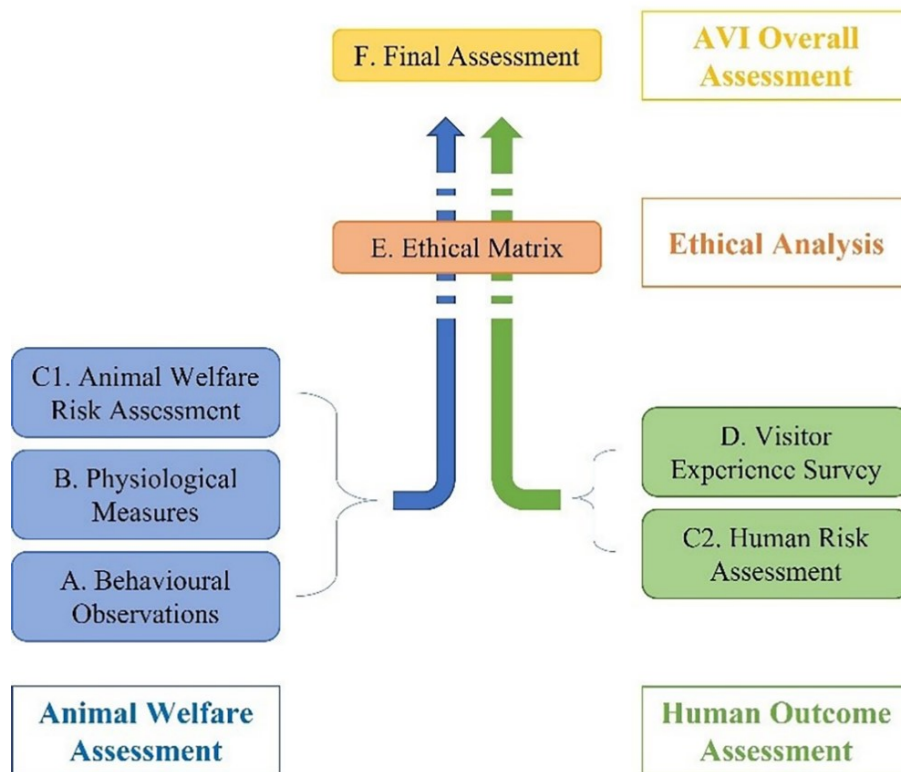 F. Final Assessment
AVI Overall
Assessment
E. Ethical Matrix
Ethical Analysis
C1. Animal Welfare
Risk Assessment
B. Physiological
Measures
A. Behavioural
Observations
D. Visitor
Experience Survey
C2. Human Risk
Assessment
Animal Welfare
Assessment
Human Outcome
Assessment